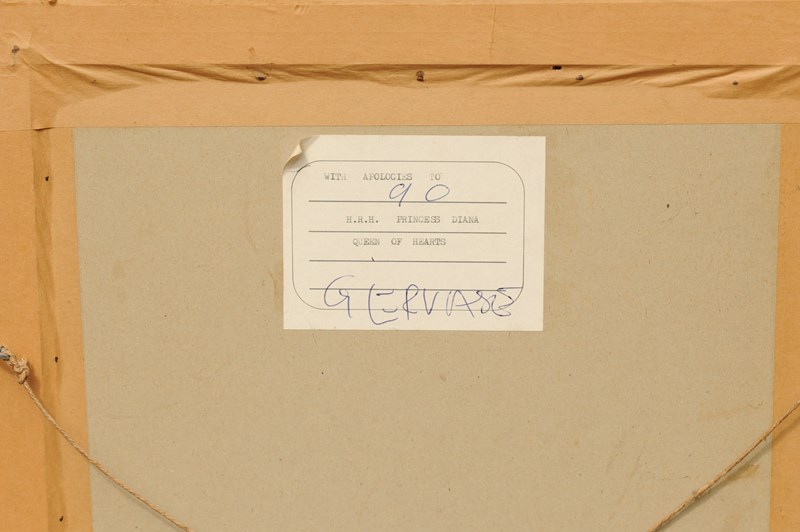 WITH APOLOGIES TO
90
H.R.H. PRINCESS DIANA
QUEEN OF HEARTS
GERVASE